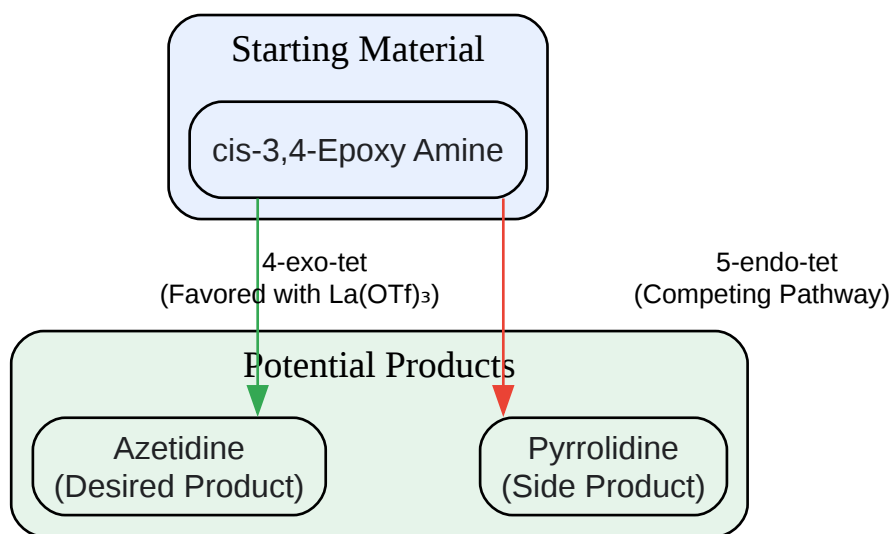 Starting Material
cis-3,4-Epoxy Amine
4-exo-tet
(Favored with La(OTf)₃)
5-endo-tet
(Competing Pathway)
Potential Products
Azetidine
(Desired Product)
Pyrrolidine
(Side Product)